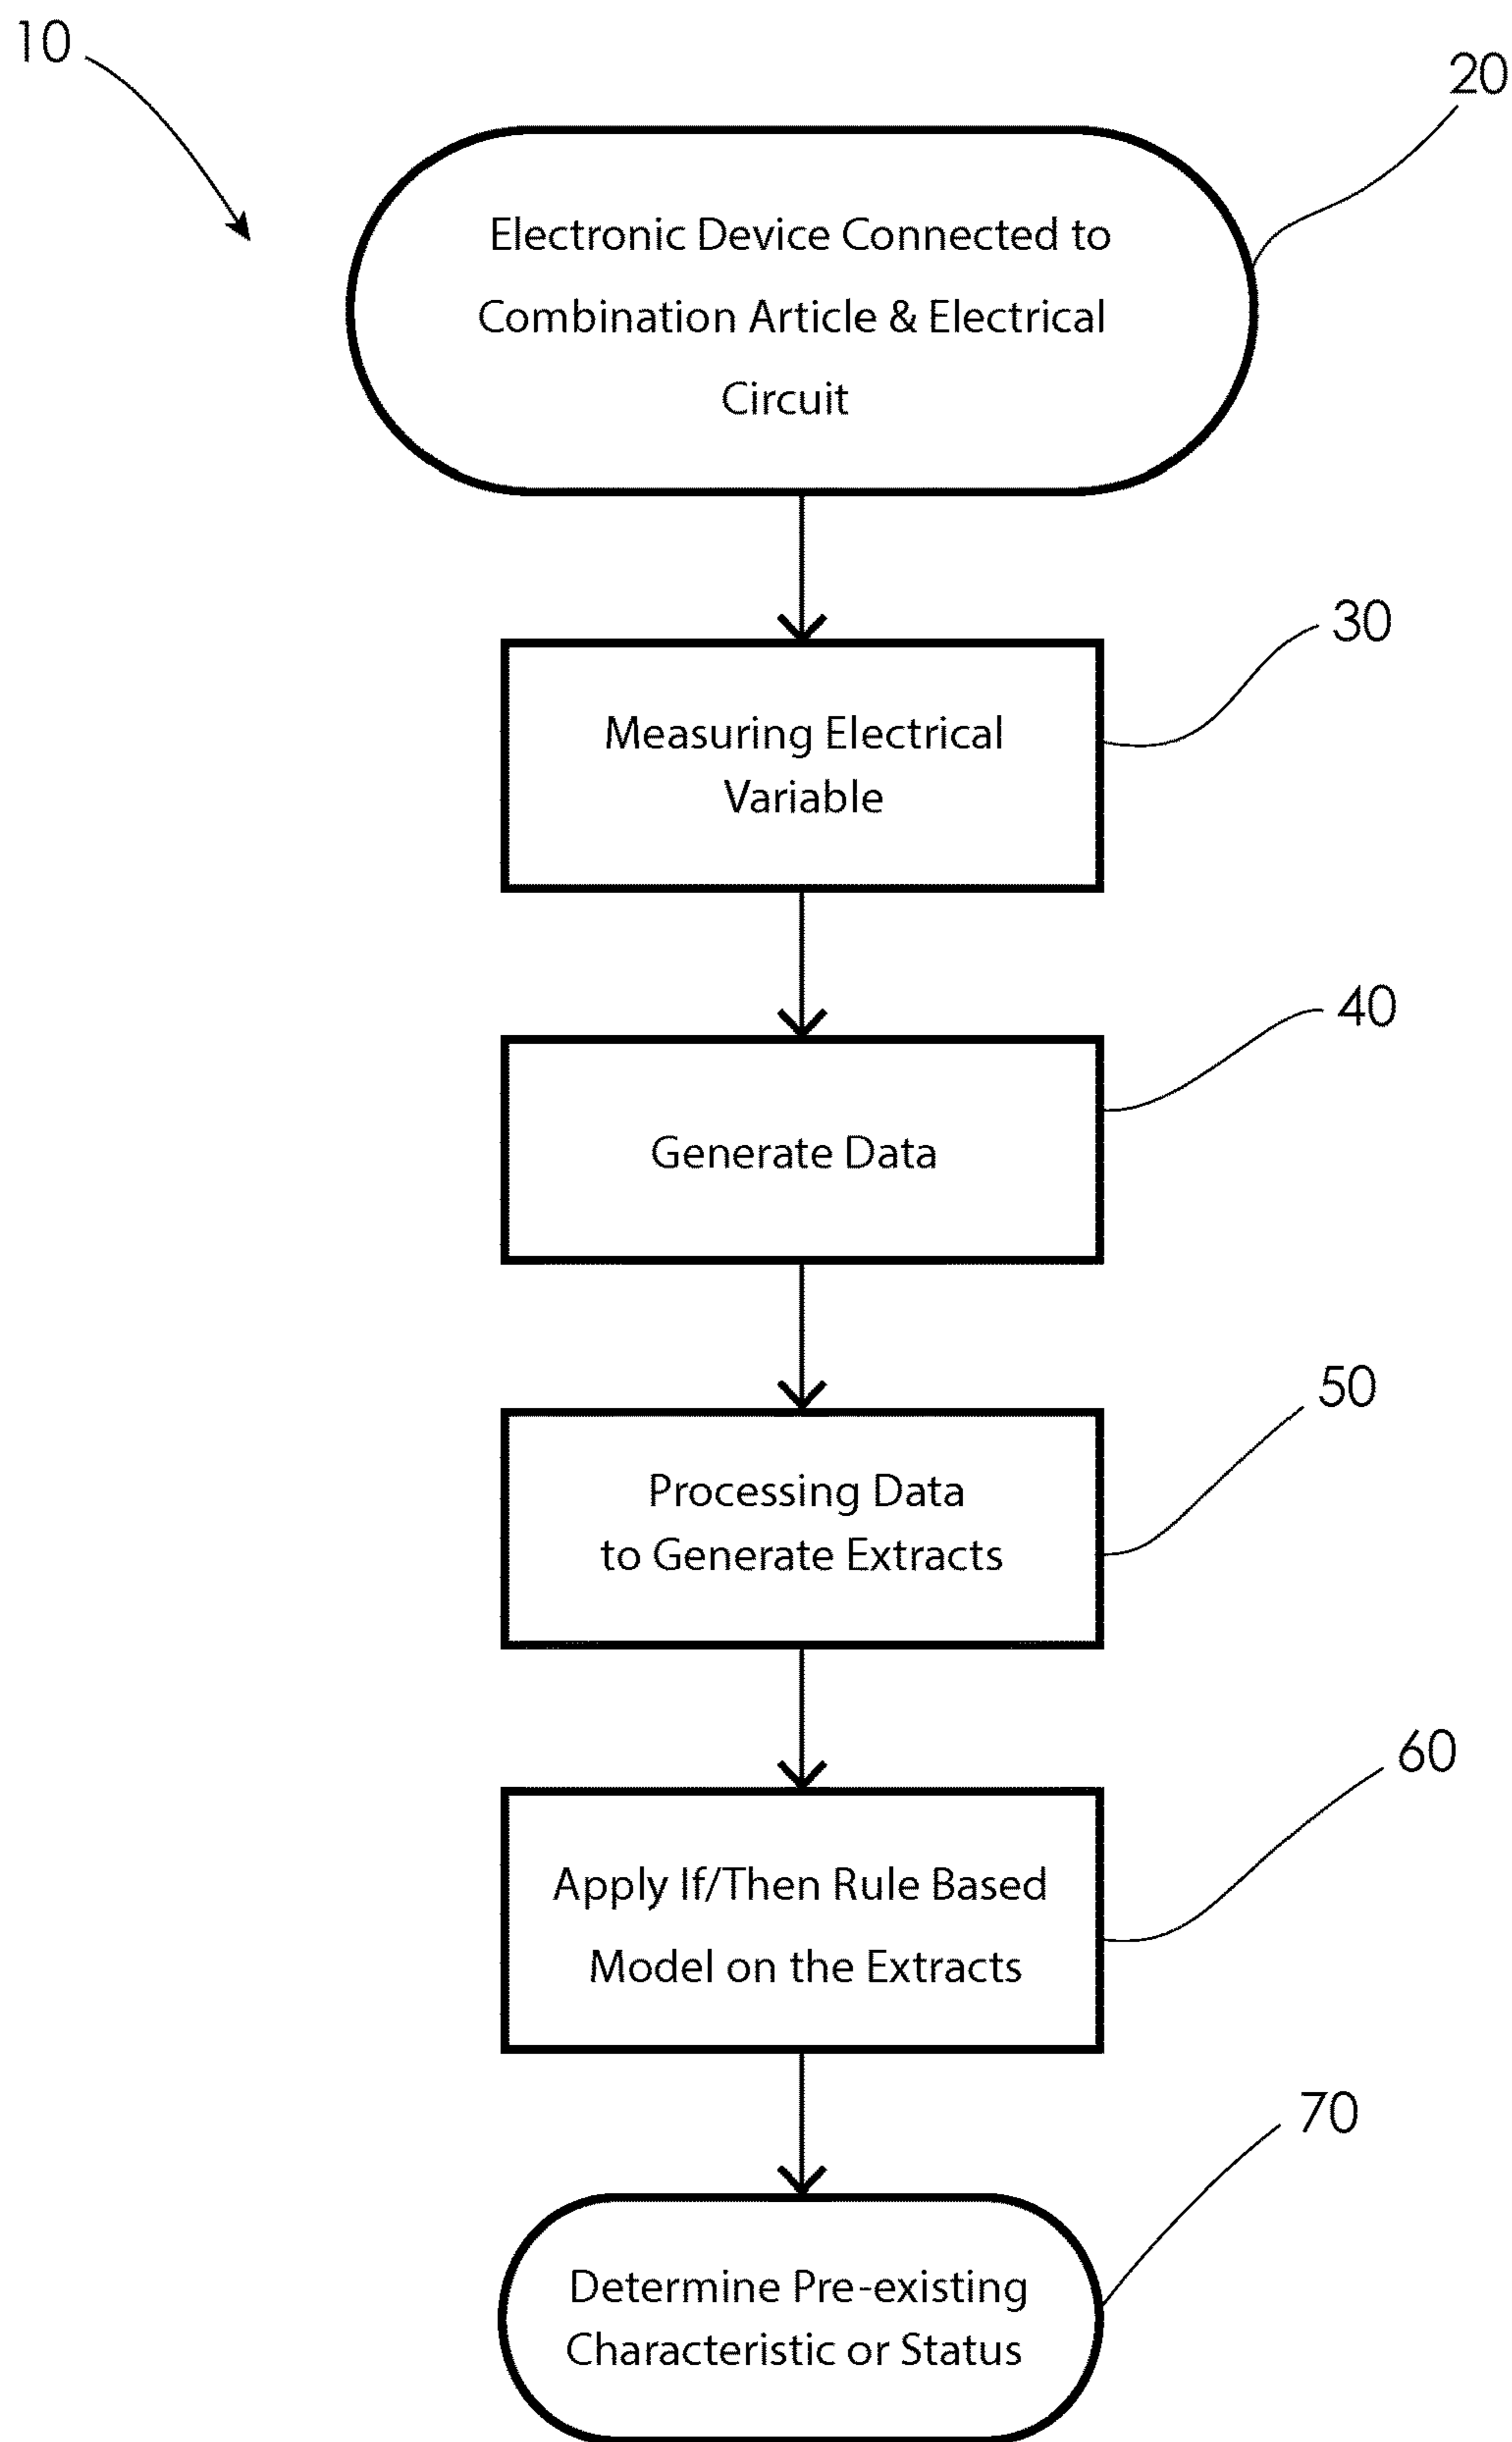 10
20
Electronic Device Connected to
Combination Article & Electrical
Circuit
30
Measuring Electrical
Variable
40
Generate Data
50
Processing Data
to Generate Extracts
60
Apply If/Then Rule Based
Model on the Extracts
70
Determine Pre-existing
Characteristic or Status